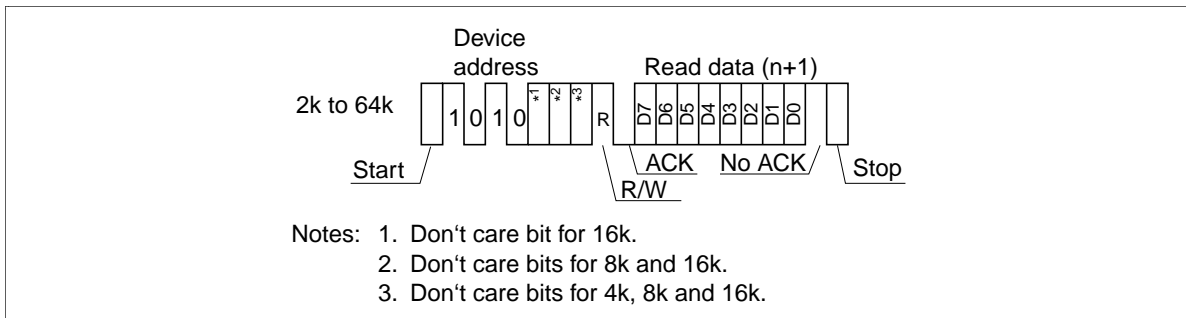 Device
address
Read data (n+1)
2k to 64k
1 0 1 0 *1 *2 *3 R D7 D6 D5 D4 D3 D2 D1 D0
Start
ACK
No ACK
Stop
R/W
Notes: 1. Don‘t care bit for 16k.
2. Don‘t care bits for 8k and 16k.
3. Don‘t care bits for 4k, 8k and 16k.